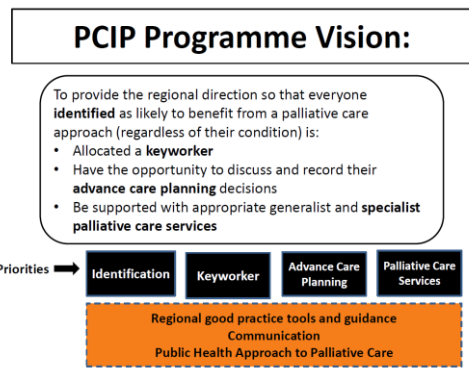 PCIP Programme Vision:
To provide the regional direction so that everyone
identified as likely to benefit from a palliative care
approach (regardless of their condition) is:
• Allocated a keyworker
• Have the opportunity to discuss and record their
advance care planning decisions
• Be supported with appropriate generalist and specialist
palliative care services
Priorities
Identification
Keyworker
Advance Care
Planning
Palliative Care
Services
Regional good practice tools and guidance
Communication
Public Health Approach to Palliative Care